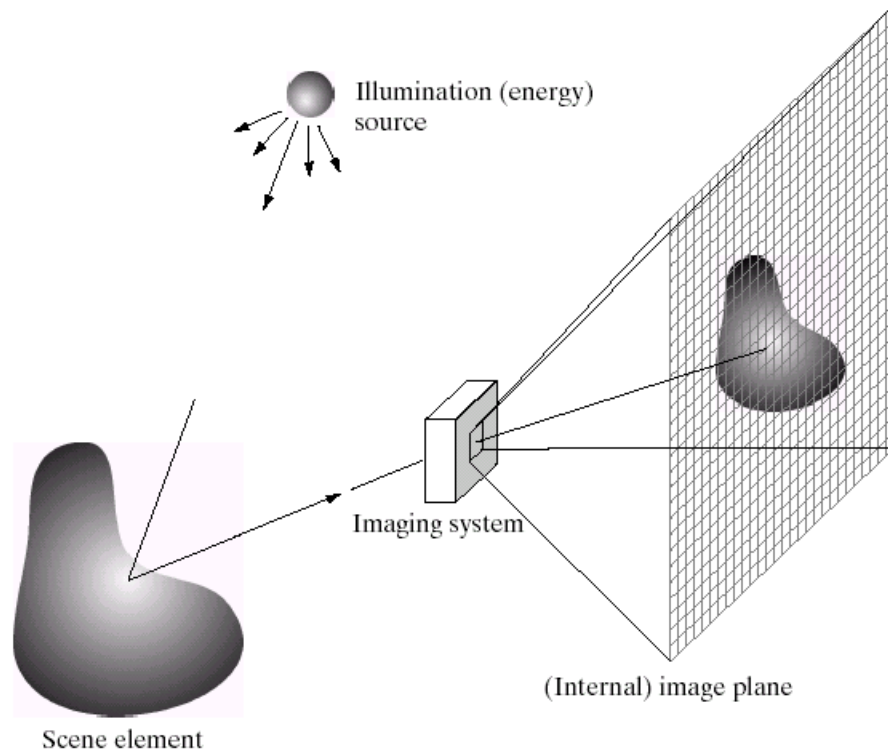 Illumination (energy)
source
Imaging system
(Internal) image plane
Scene element